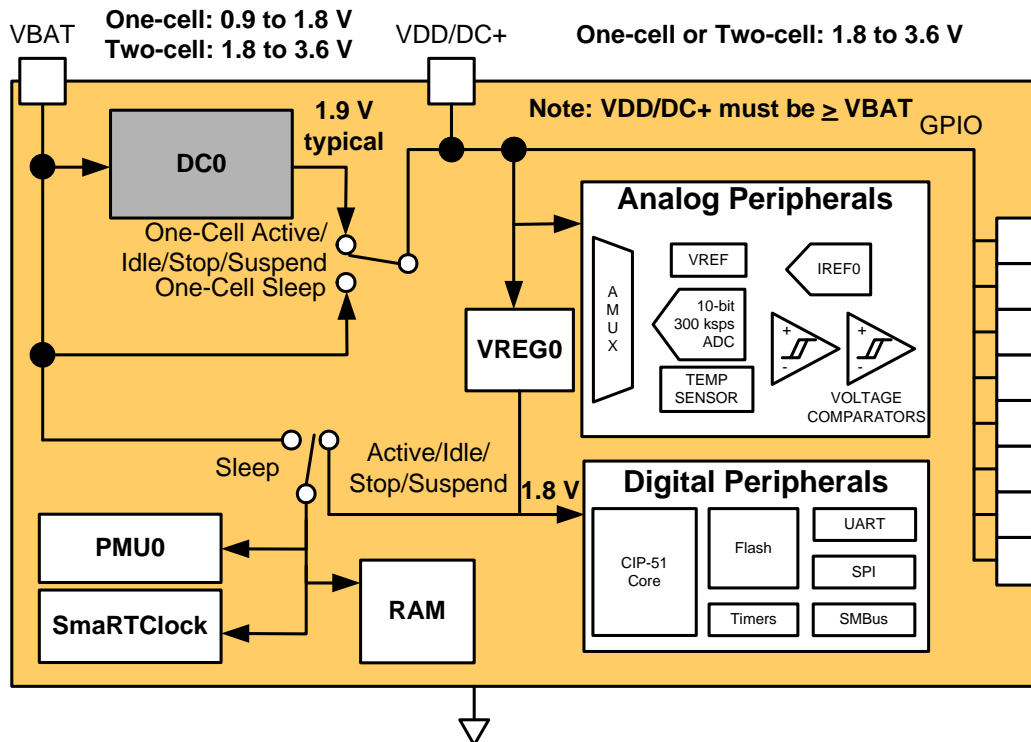 VBAT
One-cell: 0.9 to 1.8 V
Two-cell: 1.8 to 3.6 V
VDD/DC+
One-cell or Two-cell: 1.8 to 3.6 V
Note: VDD/DC+ must be ≥ VBAT
GPIO
1.9 V
typical
DC0
One-Cell Active/
Idle/Stop/Suspend
One-Cell Sleep
Analog Peripherals
AMUX
VREF
IREF0
10-bit
300 ksps
ADC
TEMP
SENSOR
+
-
+
-
VOLTAGE
COMPARATORS
VREG0
Sleep
Active/Idle/
Stop/Suspend
1.8 V
Digital Peripherals
CIP-51
Core
Flash
Timers
UART
SPI
SMBus
PMU0
SmaRTClock
RAM